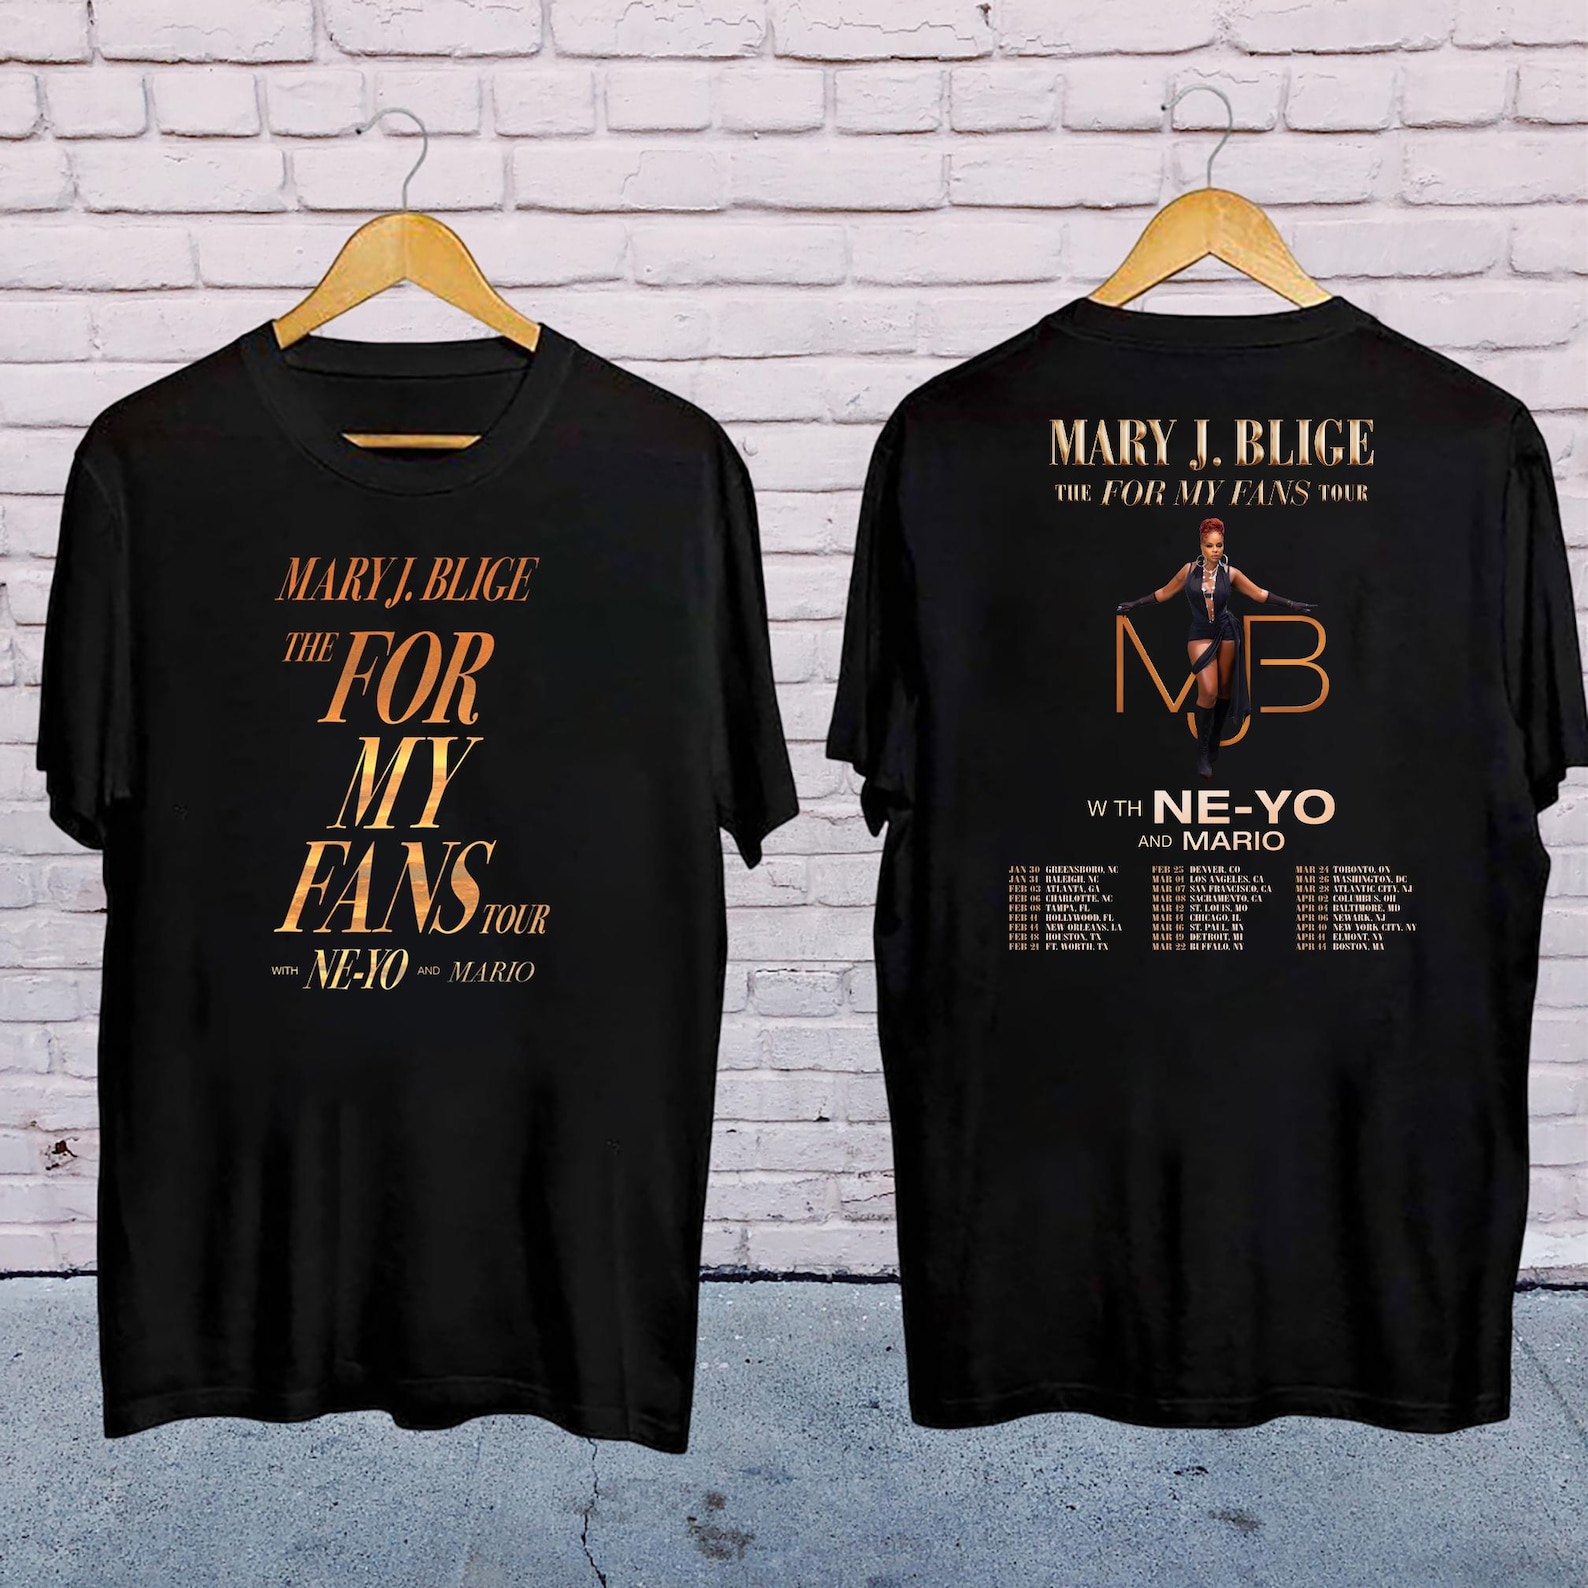 MARY J. BLIGE
THE FOR
MY
FANS TOUR
WITH NE-YO AND MARIO
MARY J. BLIGE
THE FOR MY FANS TOUR
MJB
W TH NE-YO
AND MARIO
JAN 30 GREENSBORO, NC
JAN 31 RALEIGH, NC
FEB 03 ATLANTA, GA
FEB 06 CHARLOTTE, NC
FEB 08 TAMPA, FL
FEB 11 HOLLYWOOD, FL
FEB 14 NEW ORLEANS, LA
FEB 18 HOUSTON, TX
FEB 21 FT. WORTH, TX
FEB 25 DENVER, CO
MAR 04 LOS ANGELES, CA
MAR 07 SAN FRANCISCO, CA
MAR 08 SACRAMENTO, CA
MAR 12 ST. LOUIS, MO
MAR 14 CHICAGO, IL
MAR 16 ST. PAUL, MN
MAR 19 DETROIT, MI
MAR 22 BUFFALO, NY
MAR 24 TORONTO, ON
MAR 26 WASHINGTON, DC
MAR 28 ATLANTIC CITY, NJ
APR 02 COLUMBUS, OH
APR 04 BALTIMORE, MD
APR 06 NEWARK, NJ
APR 10 NEW YORK CITY, NY
APR 11 ELMONT, NY
APR 14 BOSTON, MA